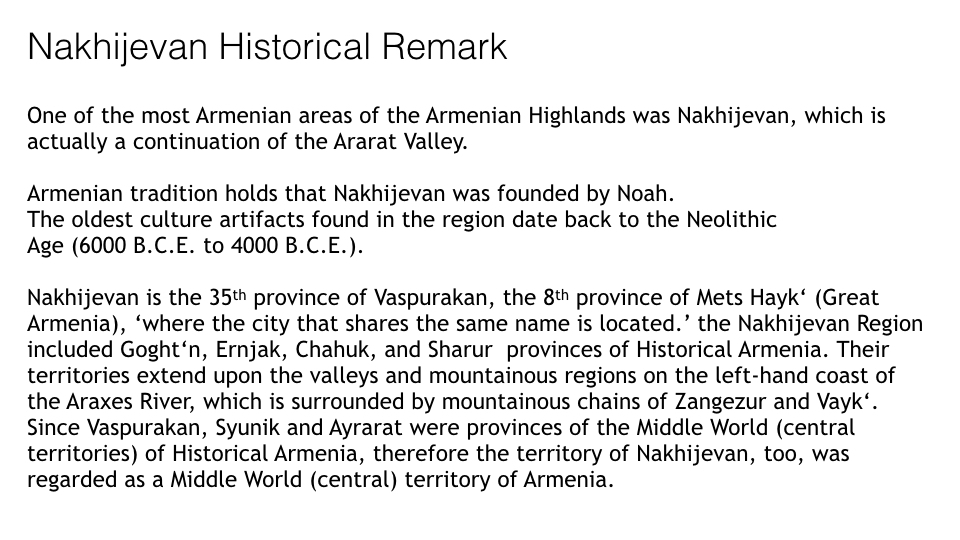 Nakhijevan Historical Remark
One of the most Armenian areas of the Armenian Highlands was Nakhijevan, which is
actually a continuation of the Ararat Valley.
Armenian tradition holds that Nakhijevan was founded by Noah.
The oldest culture artifacts found in the region date back to the Neolithic
Age (6000 B.C.E. to 4000 B.C.E.).
Nakhijevan is the 35th province of Vaspurakan, the 8th province of Mets Hayk‘ (Great
Armenia), ‘where the city that shares the same name is located.’ the Nakhijevan Region
included Goght‘n, Ernjak, Chahuk, and Sharur  provinces of Historical Armenia. Their
territories extend upon the valleys and mountainous regions on the left-hand coast of
the Araxes River, which is surrounded by mountainous chains of Zangezur and Vayk‘.
Since Vaspurakan, Syunik and Ayrarat were provinces of the Middle World (central
territories) of Historical Armenia, therefore the territory of Nakhijevan, too, was
regarded as a Middle World (central) territory of Armenia.